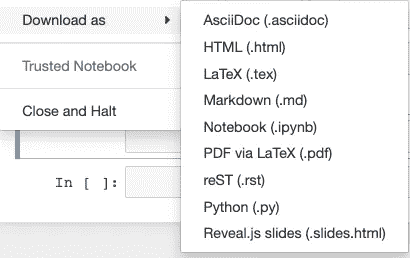 Download as
Trusted Notebook
Close and Halt
In [ ]:
AsciiDoc (.asciidoc)
HTML (.html)
LaTeX (.tex)
Markdown (.md)
Notebook (.ipynb)
PDF via LaTeX (.pdf)
reST (.rst)
Python (.py)
Reveal.js slides (.slides.html)